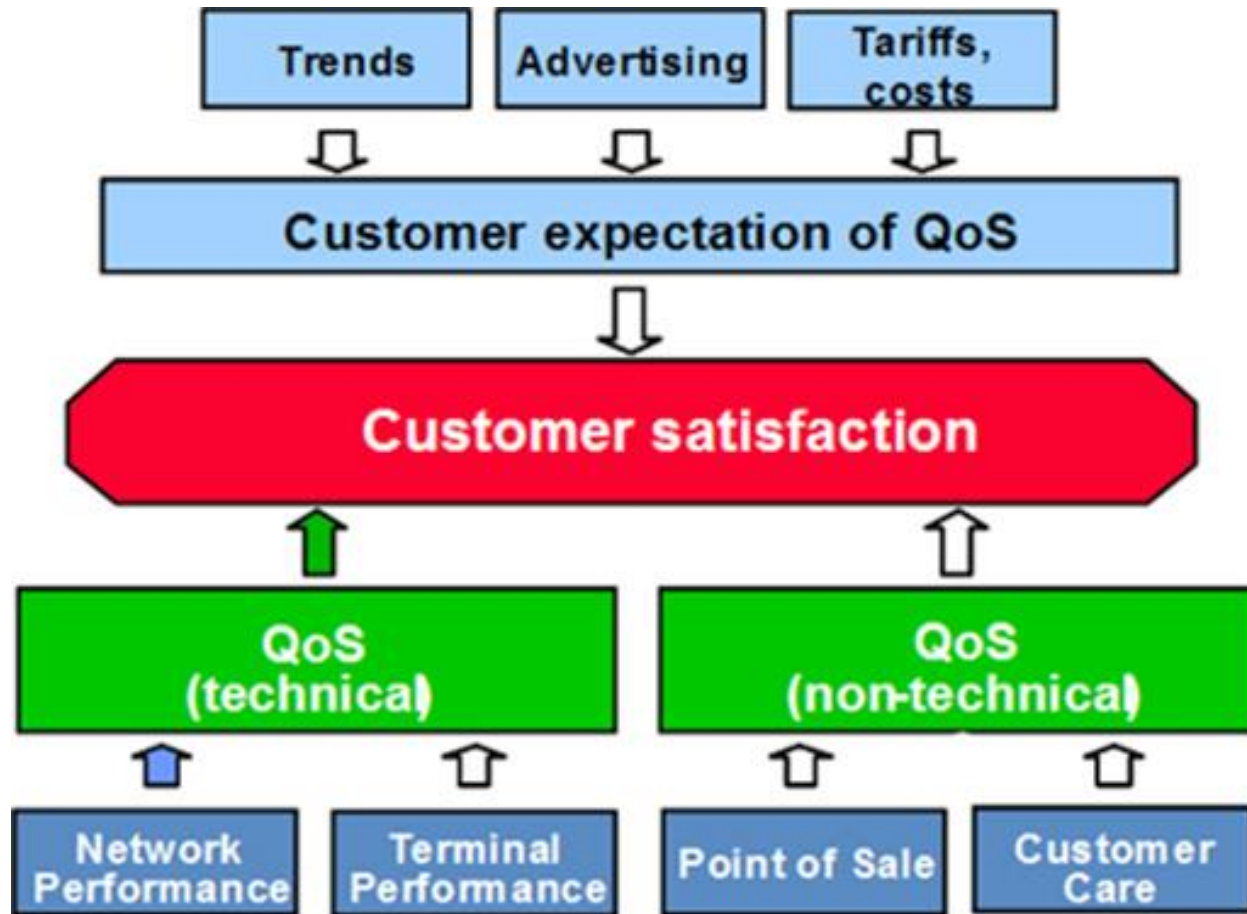 Trends
Advertising
Tariffs,
costs
Customer expectation of QoS
Customer satisfaction
QoS
(technical)
QoS
(non-technical)
Network
Performance
Terminal
Performance
Point of Sale
Customer
Care